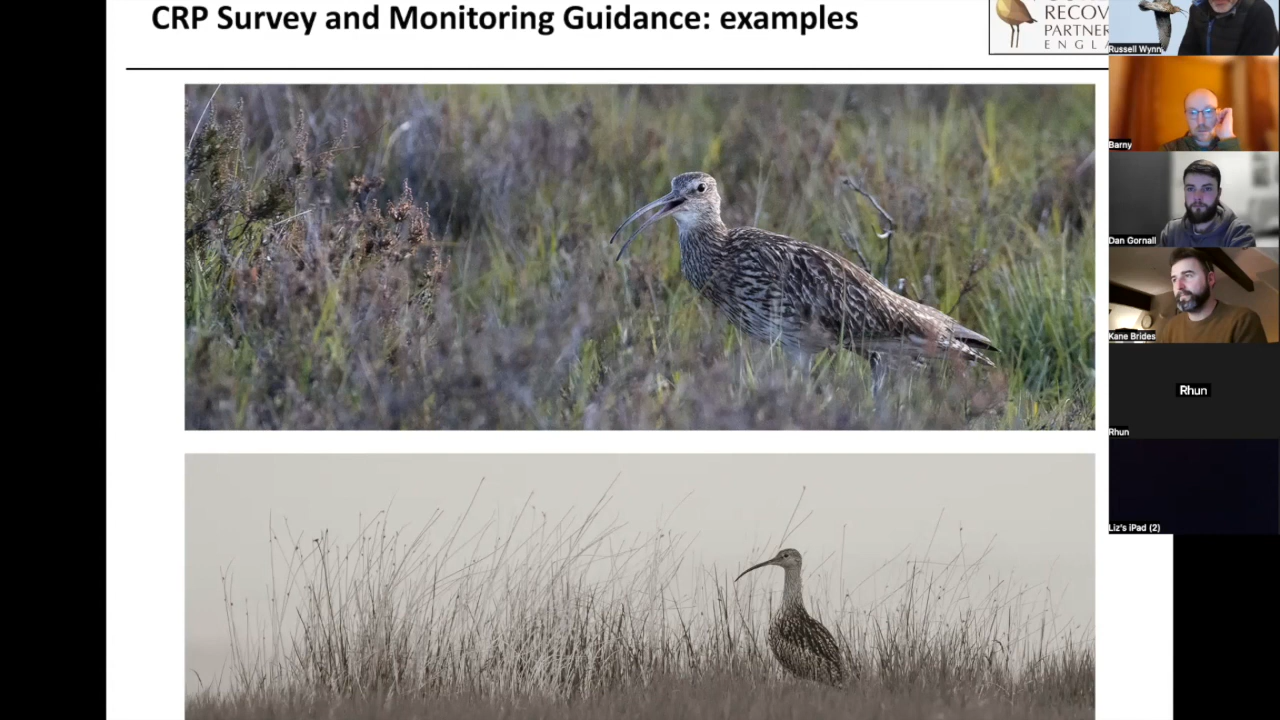 CRP Survey and Monitoring Guidance: examples
RECOV
PARTNER
ENGLA
Russell Wynn
Barny
Dan Gornall
Kane Brides
Rhun
Rhun
Liz's iPad (2)